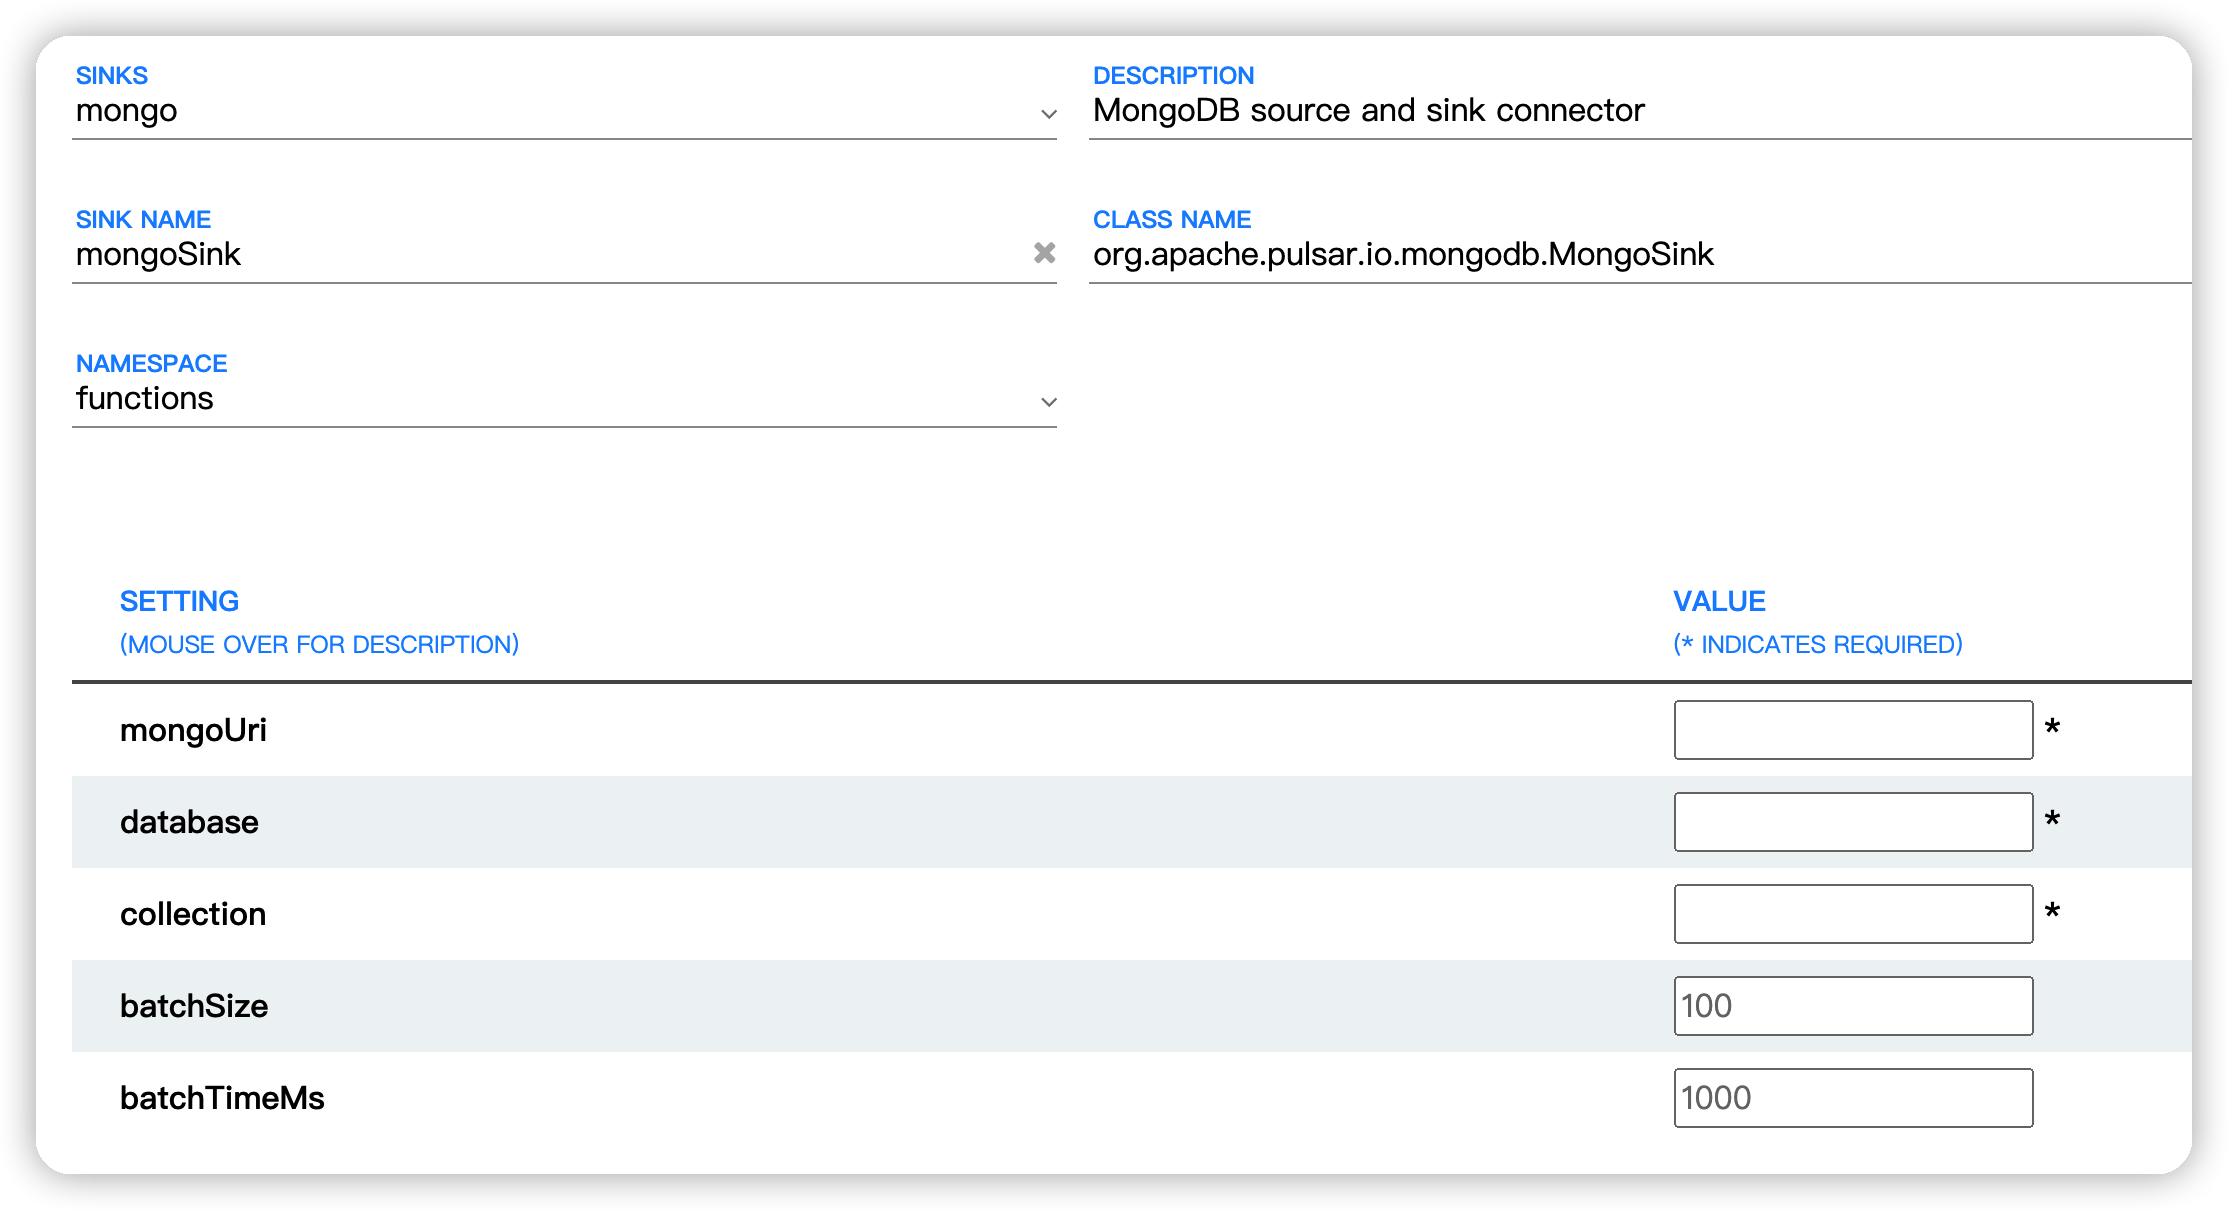 SINKS
mongo
DESCRIPTION
MongoDB source and sink connector
SINK NAME
mongoSink
CLASS NAME
org.apache.pulsar.io.mongodb.MongoSink
NAMESPACE
functions
SETTING
(MOUSE OVER FOR DESCRIPTION)
VALUE
(* INDICATES REQUIRED)
mongoUri *
database *
collection *
batchSize 100
batchTimeMs 1000